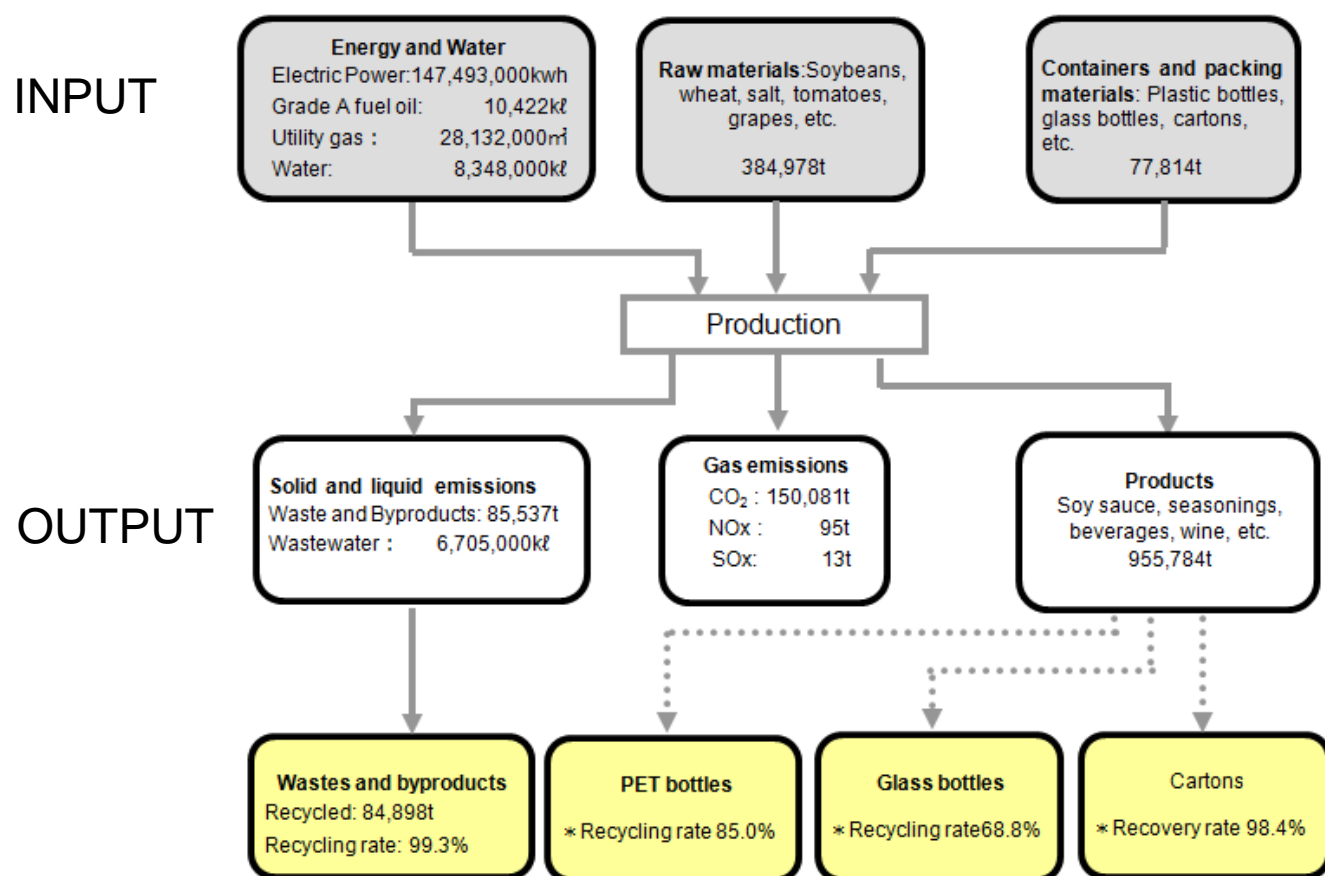 INPUT
Energy and Water
Electric Power:147,493,000kwh
Grade A fuel oil: 10,422kℓ
Utility gas : 28,132,000㎥
Water: 8,348,000kℓ
Raw materials:Soybeans,
wheat, salt, tomatoes,
grapes, etc.
384,978t
Containers and packing
materials: Plastic bottles,
glass bottles, cartons,
etc.
77,814t
Production
OUTPUT
Solid and liquid emissions
Waste and Byproducts: 85,537t
Wastewater : 6,705,000kℓ
Gas emissions
CO₂ : 150,081t
NOx : 95t
SOx: 13t
Products
Soy sauce, seasonings,
beverages, wine, etc.
955,784t
Wastes and byproducts
Recycled: 84,898t
Recycling rate: 99.3%
PET bottles
* Recycling rate 85.0%
Glass bottles
* Recycling rate68.8%
Cartons
* Recovery rate 98.4%